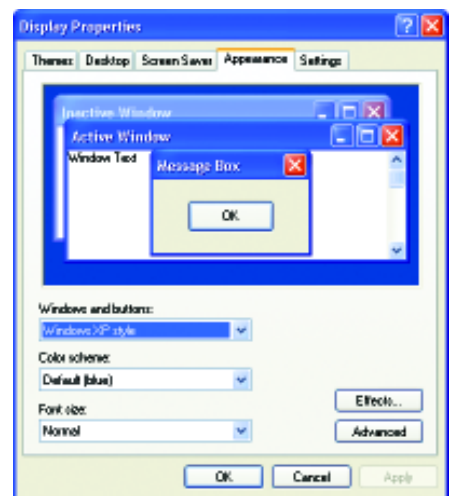 Display Properties
Themes Desktop Screen Saver Appearance Settings
Inactive Window
Active Window
Window Text
Message Box
OK
Windows and buttons:
Windows XP style
Color scheme:
Default (blue)
Font size:
Normal
Effects...
Advanced
OK Cancel Apply